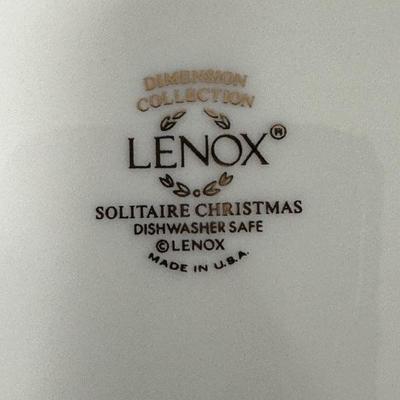 DIMENSION
COLLECTION
LENOX®
SOLITAIRE CHRISTMAS
DISHWASHER SAFE
©LENOX
MADE IN U.S.A.